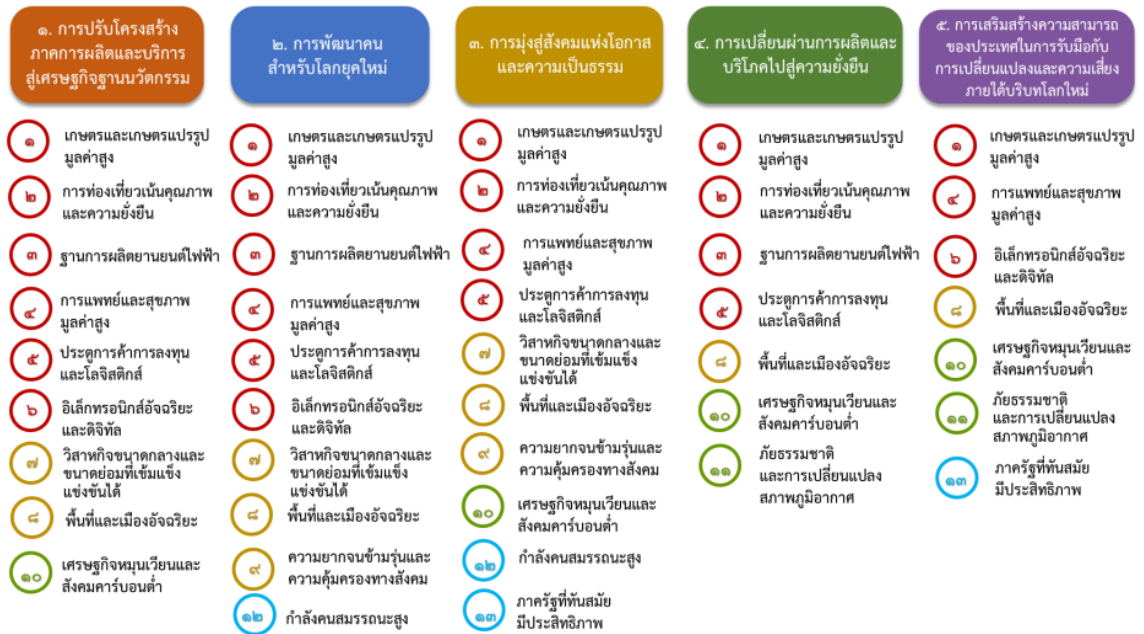 ๑. การปรับโครงสร้าง
ภาคการผลิตและบริการ
สู่เศรษฐกิจฐานนวัตกรรม
๑
เกษตรและเกษตรแปรรูป
มูลค่าสูง
๒
การท่องเที่ยวเน้นคุณภาพ
และความยั่งยืน
๓
ฐานการผลิตยานยนต์ไฟฟ้า
๔
การแพทย์และสุขภาพ
มูลค่าสูง
๕
ประตูการค้าการลงทุน
และโลจิสติกส์
๖
อิเล็กทรอนิกส์อัจฉริยะ
และดิจิทัล
๗
วิสาหกิจขนาดกลางและ
ขนาดย่อมที่เข้มแข็ง
แข่งขันได้
๘
พื้นที่และเมืองอัจฉริยะ
๑๐
เศรษฐกิจหมุนเวียนและ
สังคมคาร์บอนต่ำ
๒. การพัฒนาคน
สำหรับโลกยุคใหม่
๑
เกษตรและเกษตรแปรรูป
มูลค่าสูง
๒
การท่องเที่ยวเน้นคุณภาพ
และความยั่งยืน
๓
ฐานการผลิตยานยนต์ไฟฟ้า
๔
การแพทย์และสุขภาพ
มูลค่าสูง
๕
ประตูการค้าการลงทุน
และโลจิสติกส์
๖
อิเล็กทรอนิกส์อัจฉริยะ
และดิจิทัล
๗
วิสาหกิจขนาดกลางและ
ขนาดย่อมที่เข้มแข็ง
แข่งขันได้
๘
พื้นที่และเมืองอัจฉริยะ
๙
ความยากจนข้ามรุ่นและ
ความคุ้มครองทางสังคม
๑๒
กำลังคนสมรรถนะสูง
๓. การมุ่งสู่สังคมแห่งโอกาส
และความเป็นธรรม
๑
เกษตรและเกษตรแปรรูป
มูลค่าสูง
๒
การท่องเที่ยวเน้นคุณภาพ
และความยั่งยืน
๔
การแพทย์และสุขภาพ
มูลค่าสูง
๕
ประตูการค้าการลงทุน
และโลจิสติกส์
๗
วิสาหกิจขนาดกลางและ
ขนาดย่อมที่เข้มแข็ง
แข่งขันได้
๘
พื้นที่และเมืองอัจฉริยะ
๙
ความยากจนข้ามรุ่นและ
ความคุ้มครองทางสังคม
๑๐
เศรษฐกิจหมุนเวียนและ
สังคมคาร์บอนต่ำ
๑๒
กำลังคนสมรรถนะสูง
๑๓
ภาครัฐที่ทันสมัย
มีประสิทธิภาพ
๔. การเปลี่ยนผ่านการผลิตและ
บริโภคไปสู่ความยั่งยืน
๑
เกษตรและเกษตรแปรรูป
มูลค่าสูง
๒
การท่องเที่ยวเน้นคุณภาพ
และความยั่งยืน
๓
ฐานการผลิตยานยนต์ไฟฟ้า
๕
ประตูการค้าการลงทุน
และโลจิสติกส์
๘
พื้นที่และเมืองอัจฉริยะ
๑๐
เศรษฐกิจหมุนเวียนและ
สังคมคาร์บอนต่ำ
๑๑
ภัยธรรมชาติ
และการเปลี่ยนแปลง
สภาพภูมิอากาศ
๕. การเสริมสร้างความสามารถ
ของประเทศในการรับมือกับ
การเปลี่ยนแปลงและความเสี่ยง
ภายใต้บริบทโลกใหม่
๑
เกษตรและเกษตรแปรรูป
มูลค่าสูง
๔
การแพทย์และสุขภาพ
มูลค่าสูง
๖
อิเล็กทรอนิกส์อัจฉริยะ
และดิจิทัล
๘
พื้นที่และเมืองอัจฉริยะ
๑๐
เศรษฐกิจหมุนเวียนและ
สังคมคาร์บอนต่ำ
๑๑
ภัยธรรมชาติ
และการเปลี่ยนแปลง
สภาพภูมิอากาศ
๑๓
ภาครัฐที่ทันสมัย
มีประสิทธิภาพ